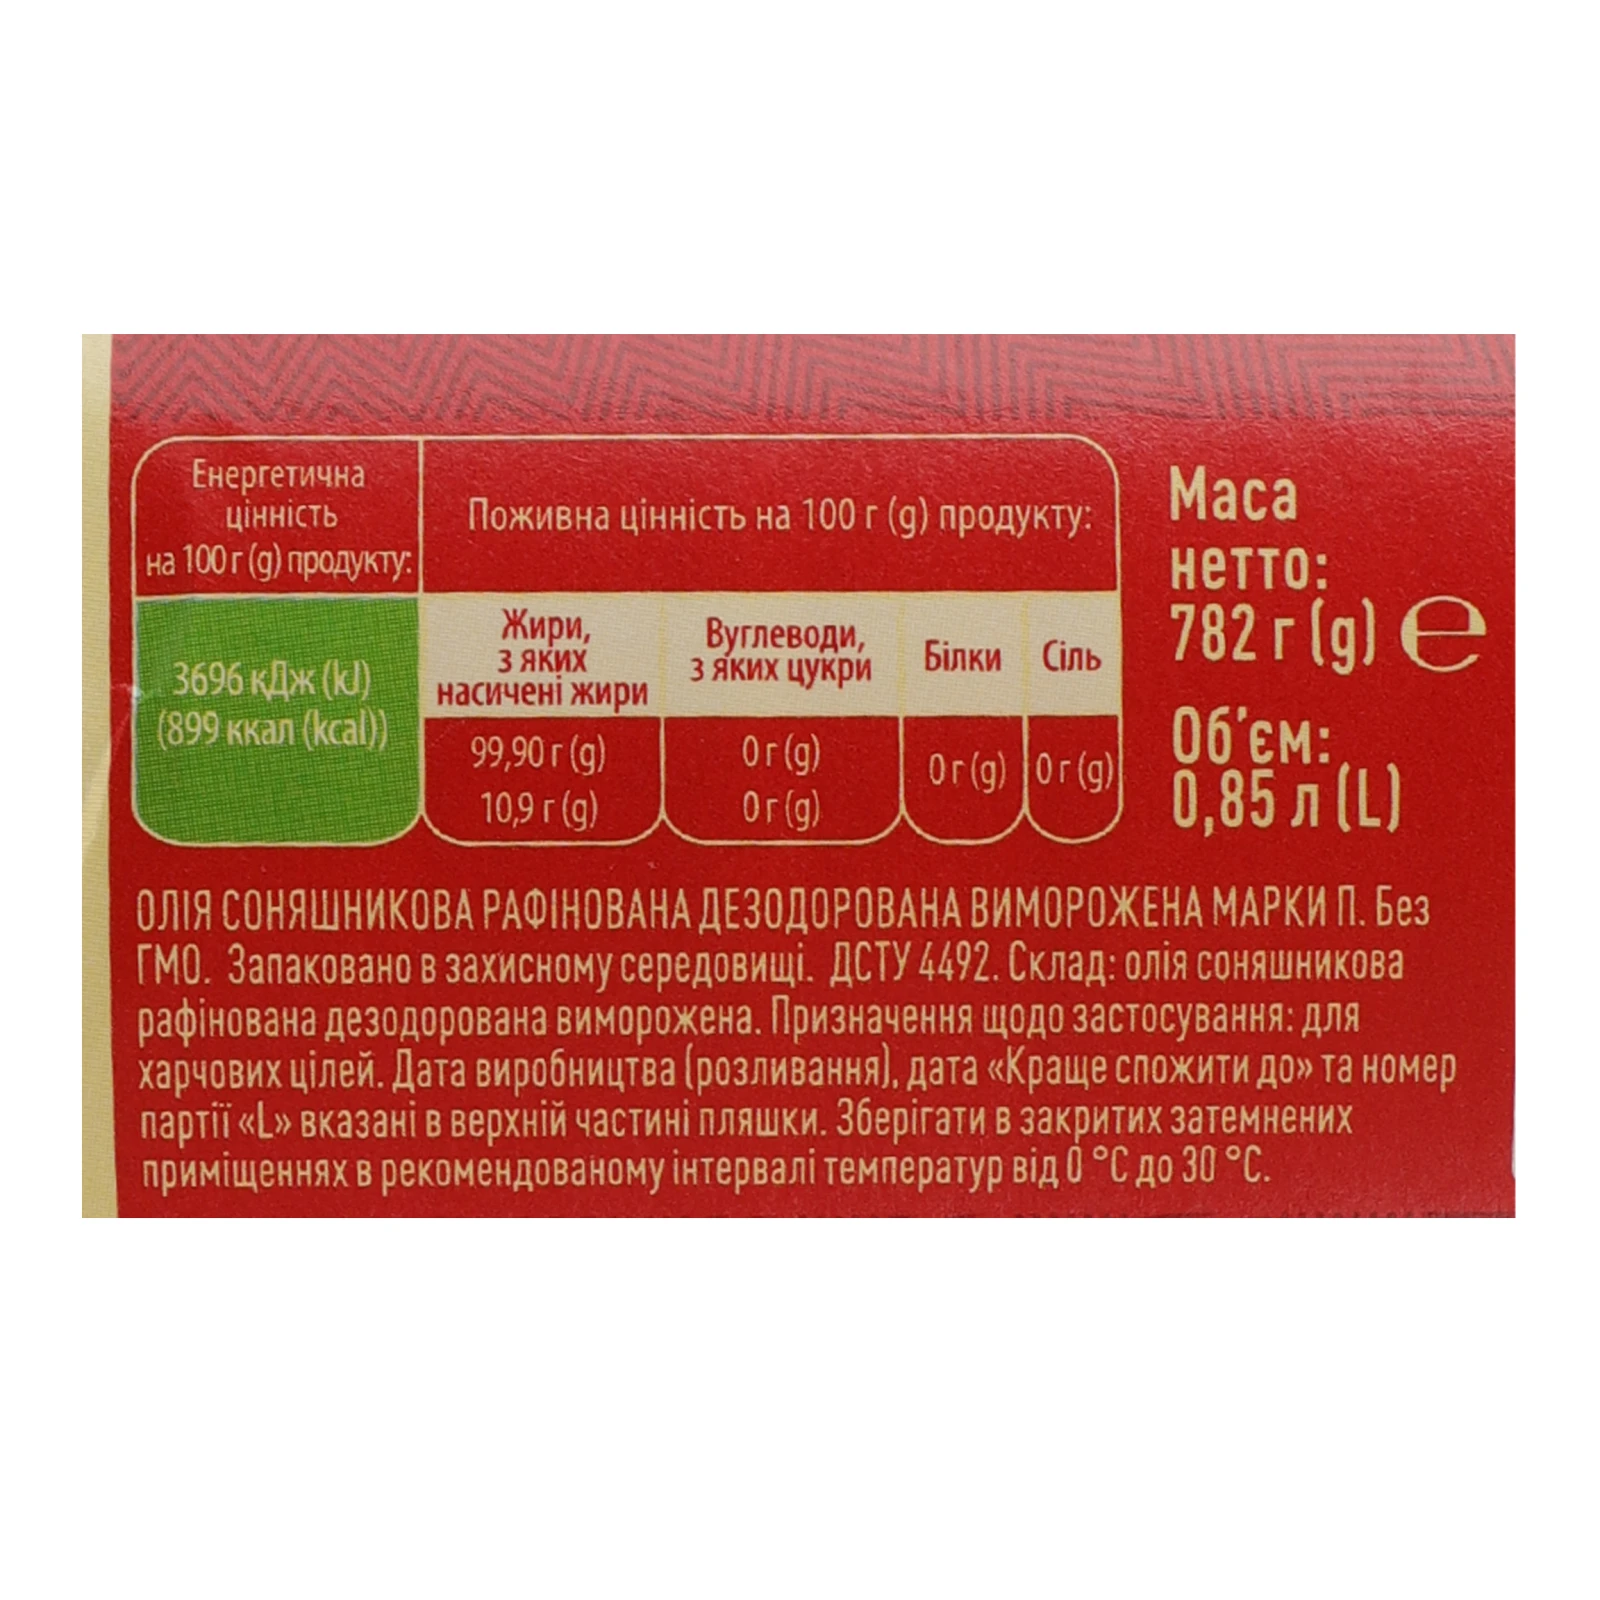 Енергетична
цінність
на 100 г (g) продукту:
Поживна цінність на 100 г (g) продукту:
3696 кДж (kJ)
(899 ккал (kcal))
Жири,
з яких
насичені жири
Вуглеводи,
з яких цукри
Білки
Сіль
99,90 г (g)
10,9 г (g)
0 г (g)
0 г (g)
0 г (g)
0 г (g)
Маса
нетто:
782 г (g) ℮
Об'єм:
0,85 л (L)
ОЛІЯ СОНЯШНИКОВА РАФІНОВАНА ДЕЗОДОРОВАНА ВИМОРОЖЕНА МАРКИ П. Без
ГМО. Запаковано в захисному середовищі. ДСТУ 4492. Склад: олія соняшникова
рафінована дезодорована виморожена. Призначення щодо застосування: для
харчових цілей. Дата виробництва (розливання), дата «Краще спожити до» та номер
партії «L» вказані в верхній частині пляшки. Зберігати в закритих затемнених
приміщеннях в рекомендованому інтервалі температур від 0 °С до 30 °С.